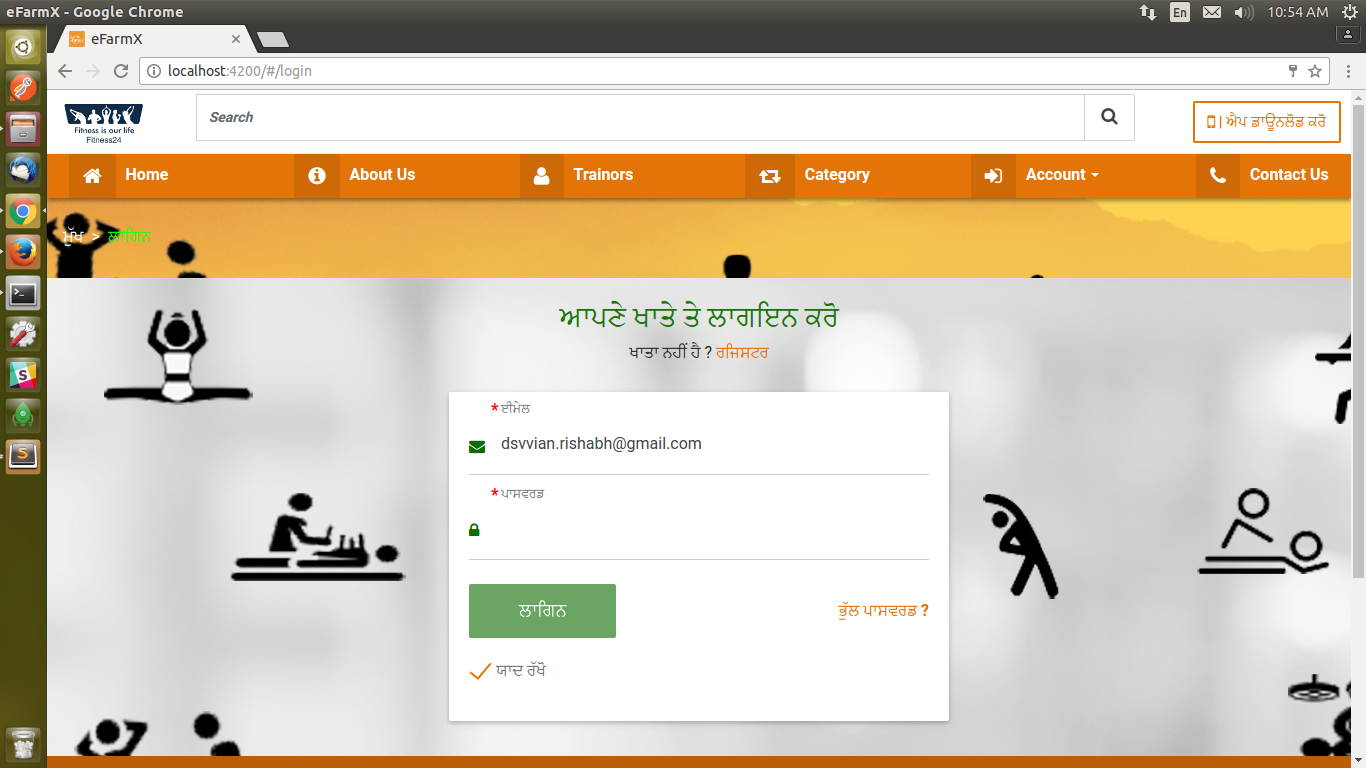 eFarmX - Google Chrome
En
10:54 AM
eFarmX
localhost:4200/#/login
Fitness is our life
Fitness24
Search
| ਐਪ ਡਾਊਨਲੋਡ ਕਰੋ
Home
About Us
Trainors
Category
Account
Contact Us
ਮੁੱਖ > ਲਾਗਿਨ
ਆਪਣੇ ਖਾਤੇ ਤੇ ਲਾਗਇਨ ਕਰੋ
ਖਾਤਾ ਨਹੀਂ ਹੈ ? ਰਜਿਸਟਰ
* ਈਮੇਲ
dsvvian.rishabh@gmail.com
* ਪਾਸਵਰਡ
ਲਾਗਿਨ
ਭੁੱਲ ਪਾਸਵਰਡ ?
ਯਾਦ ਰੱਖੋ